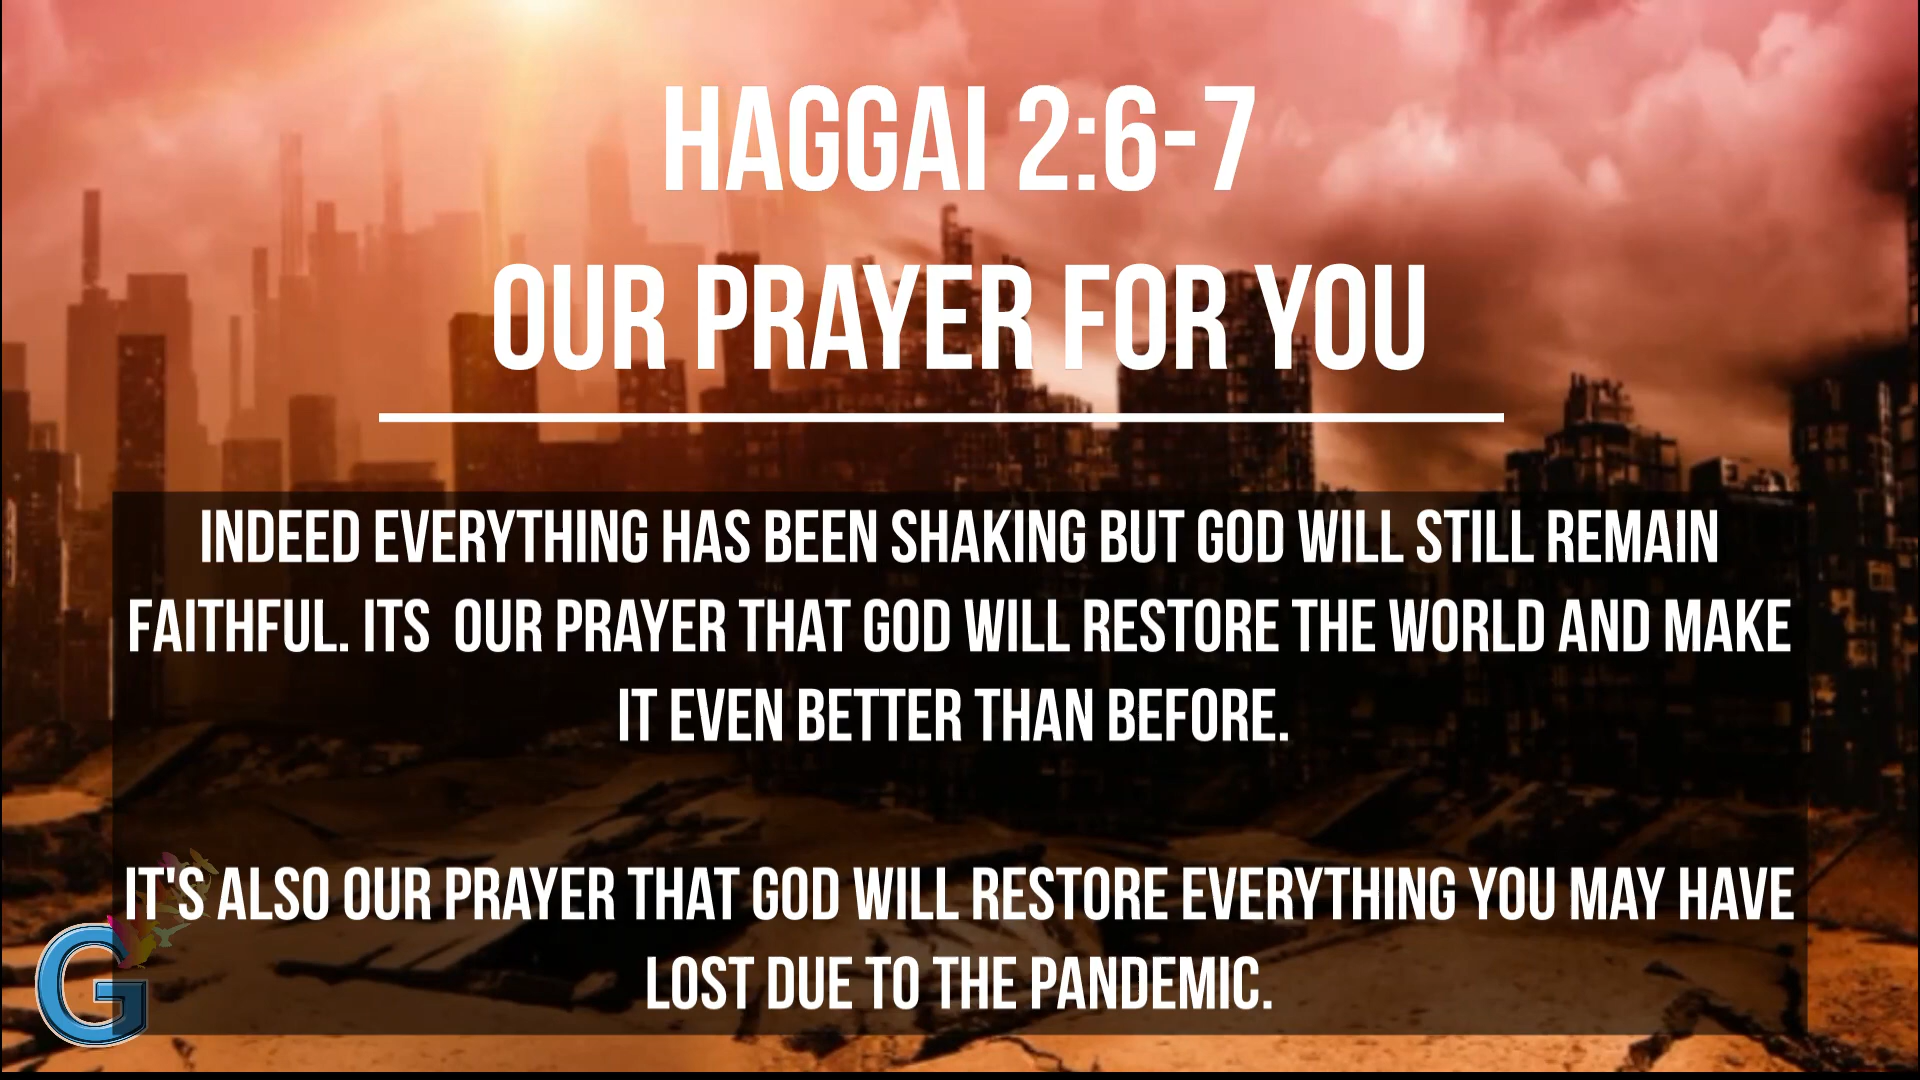 HAGGAI 2:6-7
OUR PRAYER FOR YOU
INDEED EVERYTHING HAS BEEN SHAKING BUT GOD WILL STILL REMAIN
FAITHFUL. ITS  OUR PRAYER THAT GOD WILL RESTORE THE WORLD AND MAKE
IT EVEN BETTER THAN BEFORE.
IT'S ALSO OUR PRAYER THAT GOD WILL RESTORE EVERYTHING YOU MAY HAVE
LOST DUE TO THE PANDEMIC.
G